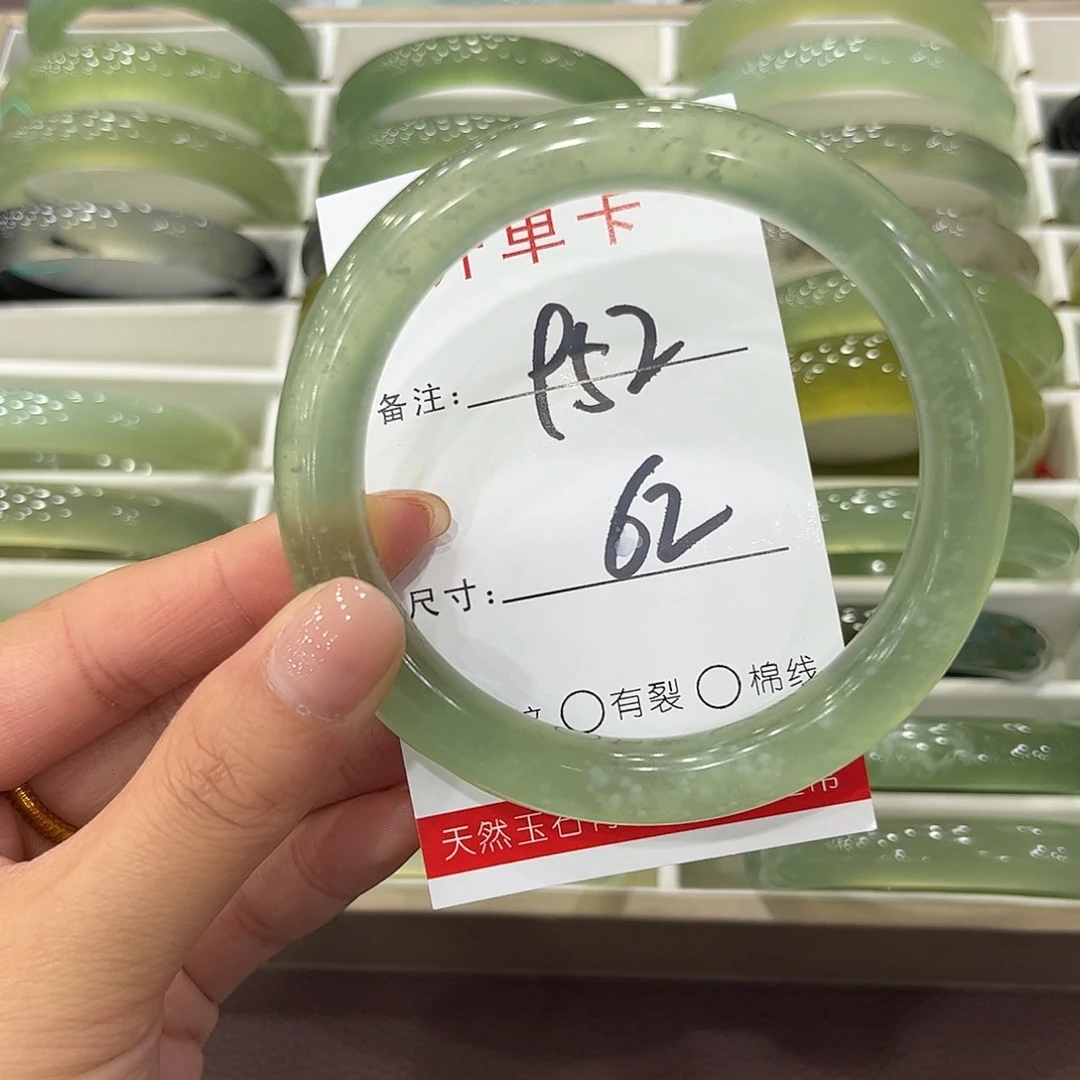 单卡
备注: P52
尺寸: 62
有裂 棉线
天然玉石